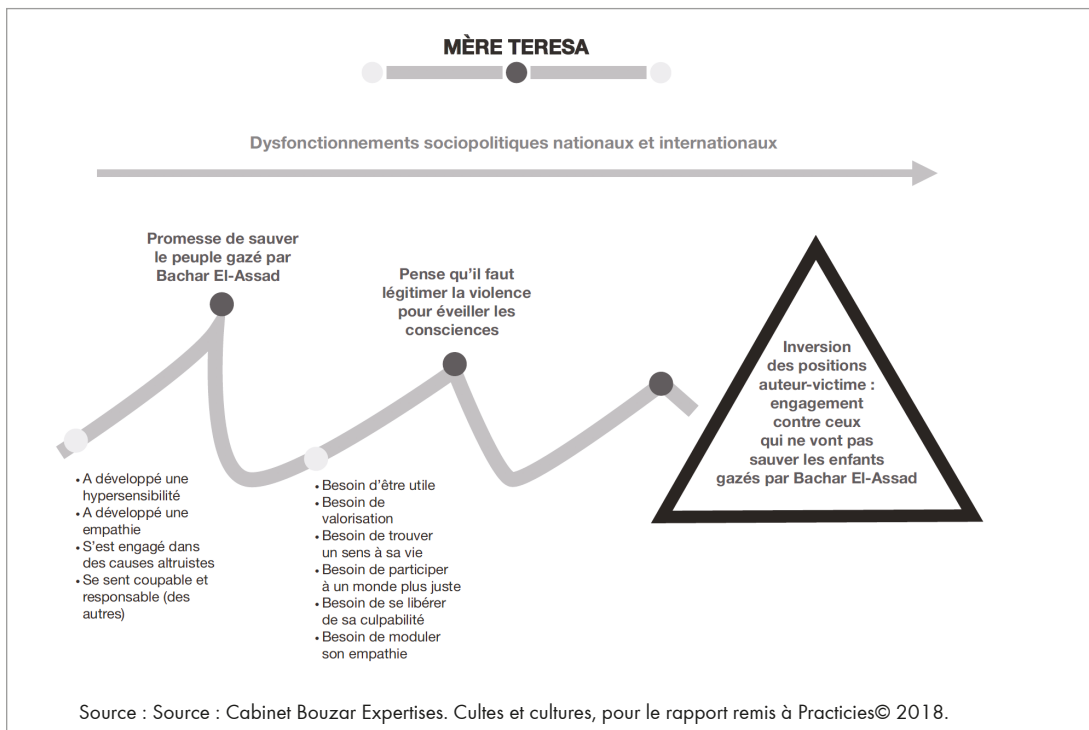 MÈRE TERESA
Dysfonctionnements sociopolitiques nationaux et internationaux
Promesse de sauver
le peuple gazé par
Bachar El-Assad
Pense qu'il faut
légitimer la violence
pour éveiller les
consciences
Inversion
des positions
auteur-victime :
engagement
contre ceux
qui ne vont pas
sauver les enfants
gazés par Bachar El-Assad
• A développé une
hypersensibilité
• A développé une
empathie
• S'est engagé dans
des causes altruistes
• Se sent coupable et
responsable (des
autres)
• Besoin d'être utile
• Besoin de
valorisation
• Besoin de trouver
un sens à sa vie
• Besoin de participer
à un monde plus juste
• Besoin de se libérer
de sa culpabilité
• Besoin de moduler
son empathie
Source : Source : Cabinet Bouzar Expertises. Cultes et cultures, pour le rapport remis à Practicies© 2018.